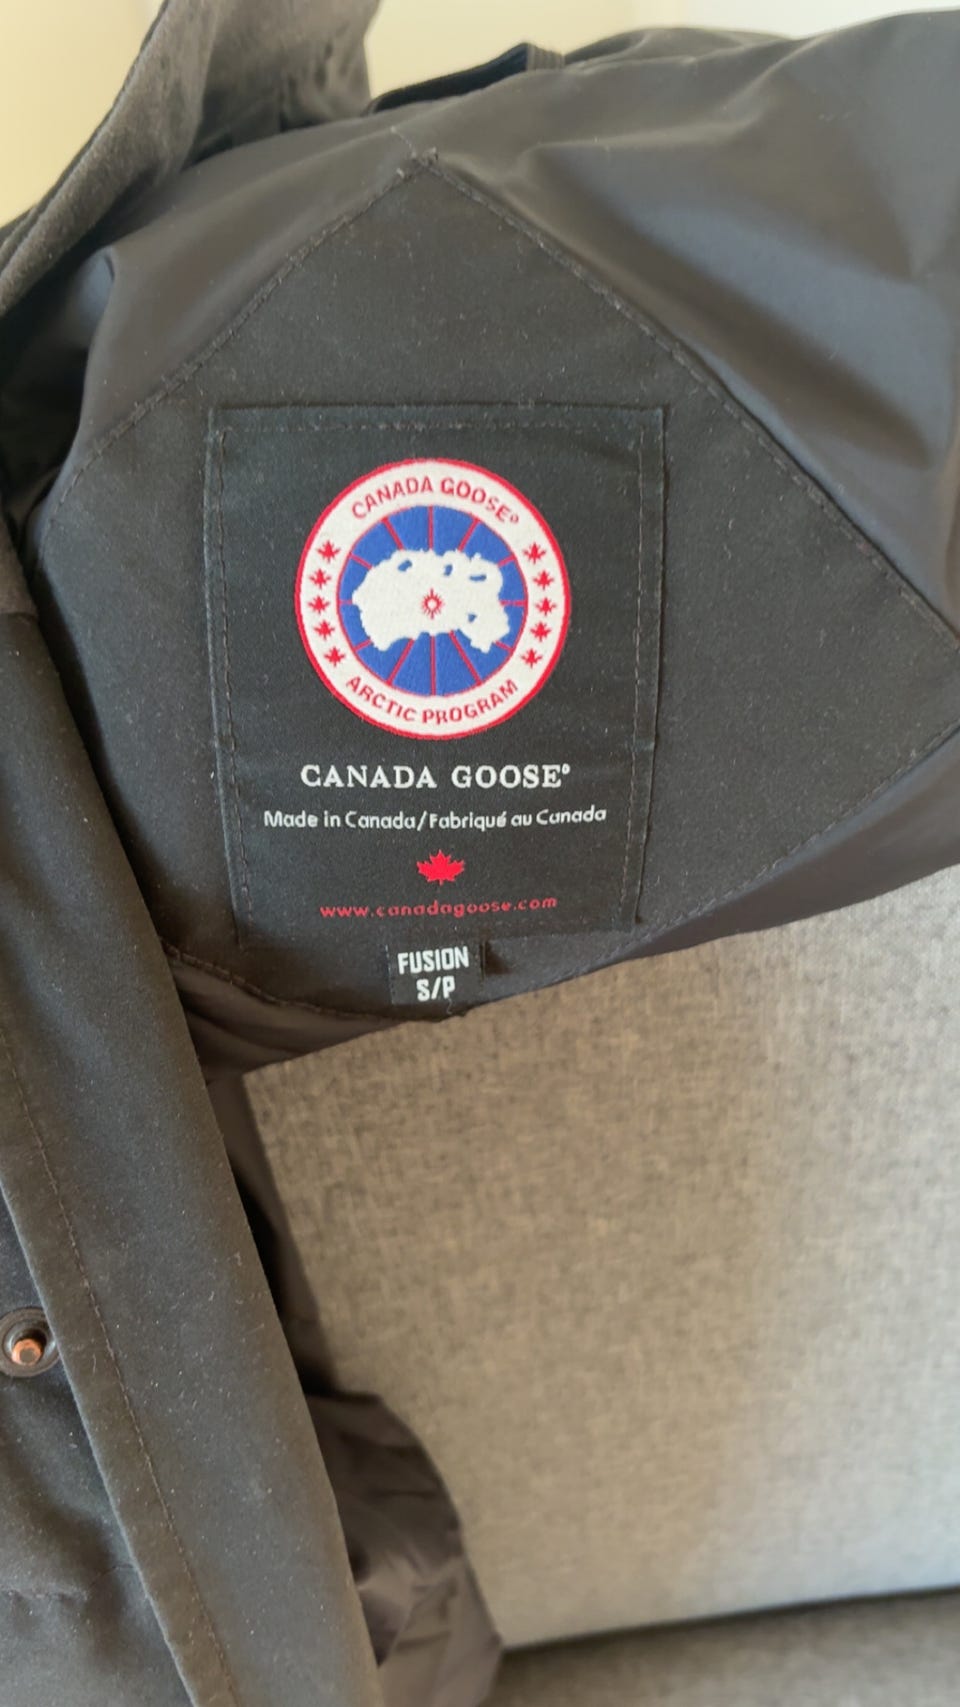 CANADA GOOSE®
ARCTIC PROGRAM
CANADA GOOSE®
Made in Canada/Fabriqué au Canada
www.canadagoose.com
FUSION
S/P